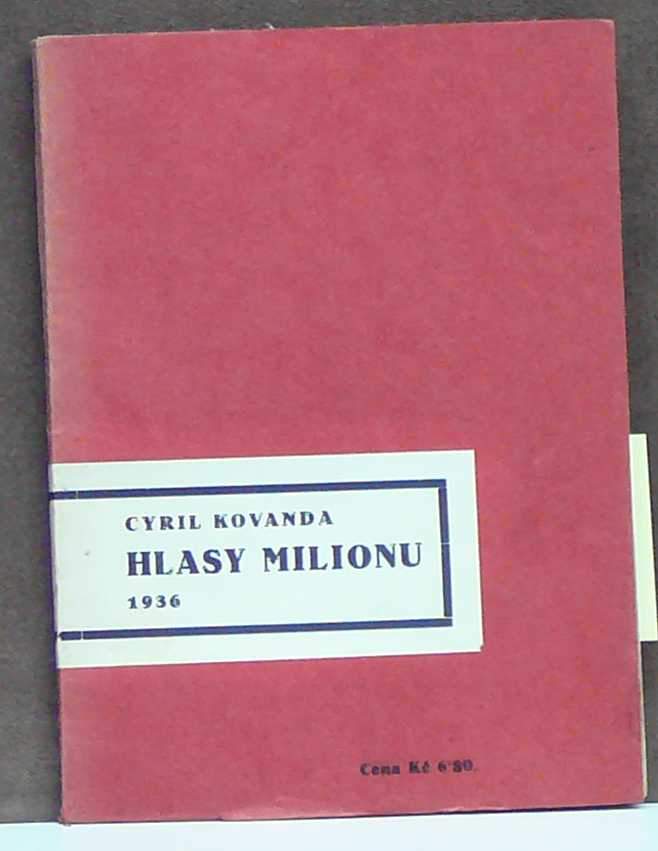 CYRIL KOVANDA
HLASY MILIONU
1936
Cena Kč 6·80